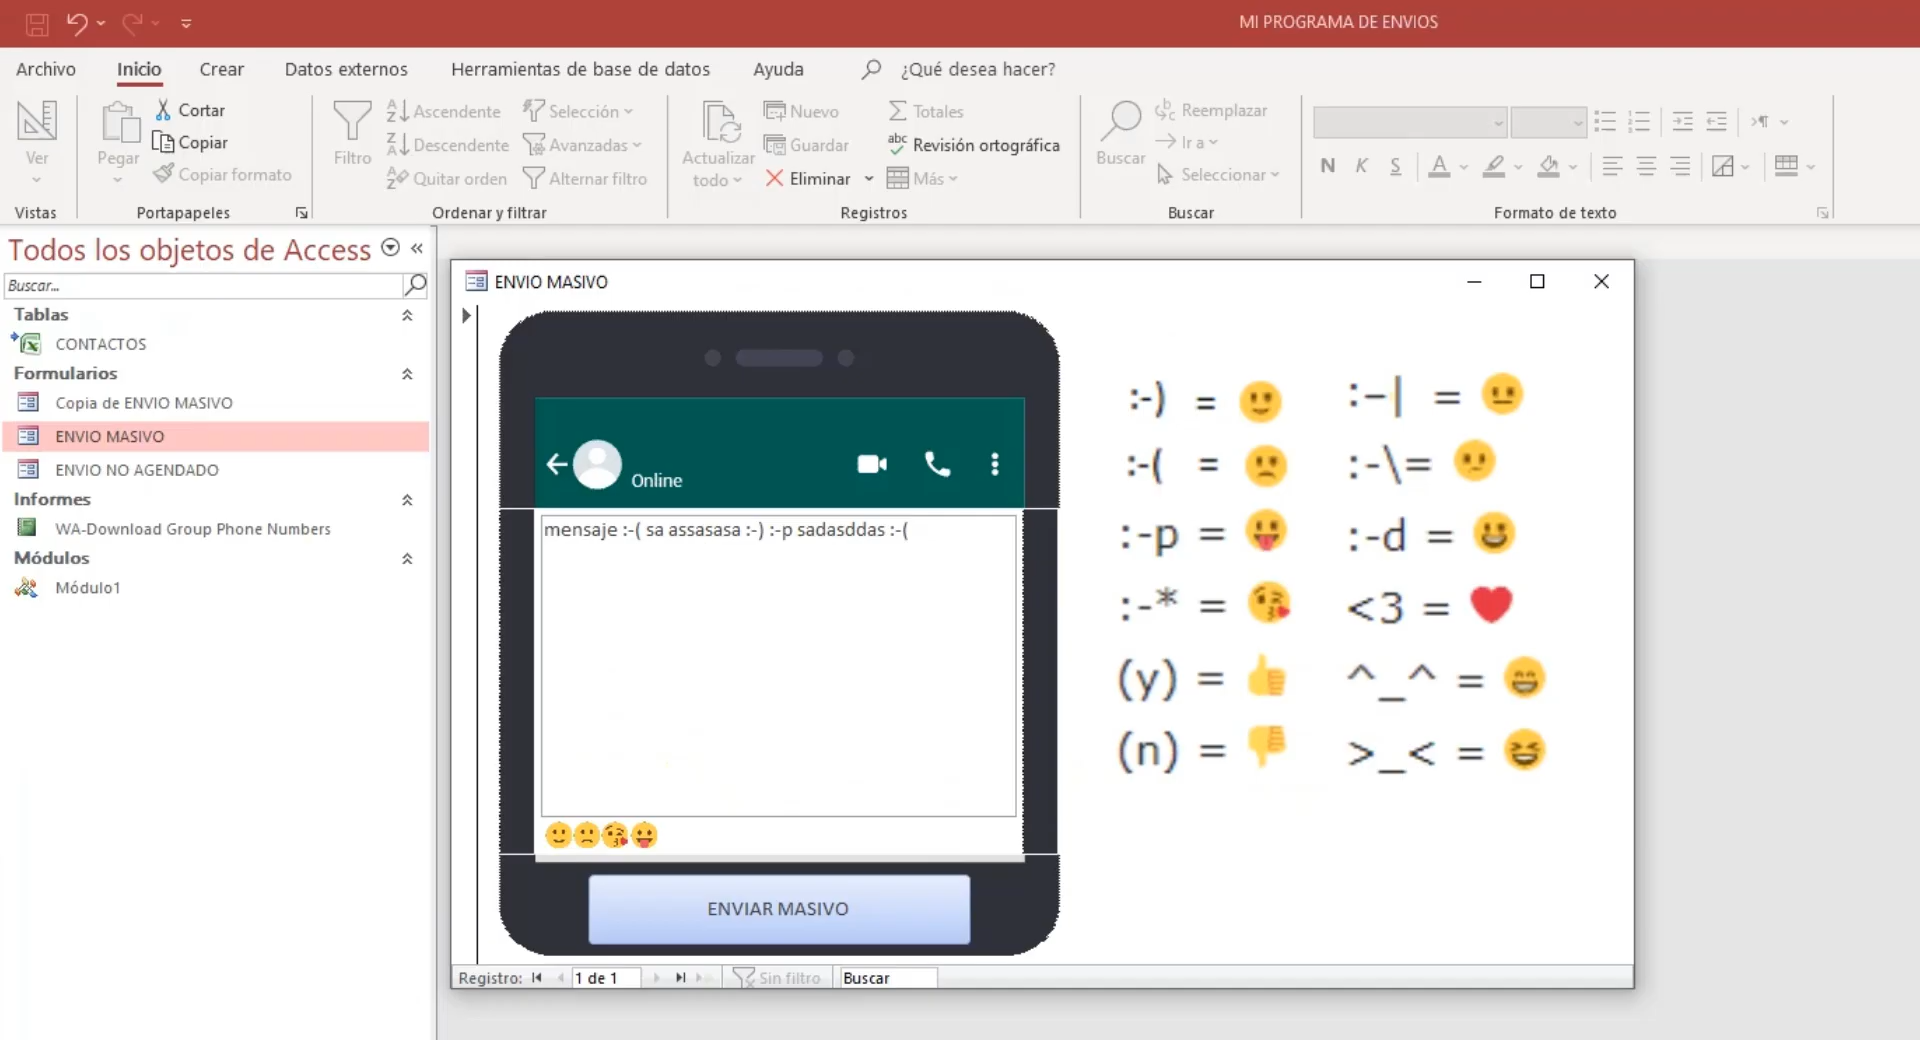 MI PROGRAMA DE ENVIOS
Archivo Inicio Crear Datos externos Herramientas de base de datos Ayuda ¿Qué desea hacer?
Ver
Vistas
Pegar
Cortar
Copiar
Copiar formato
Portapapeles
Filtro
Ascendente
Descendente
Quitar orden
Selección
Avanzadas
Alternar filtro
Ordenar y filtrar
Actualizar
todo
Nuevo
Guardar
Eliminar
Totales
Revisión ortográfica
Más
Registros
Buscar
Reemplazar
Ir a
Seleccionar
Buscar
N K S
Formato de texto
Todos los objetos de Access
Buscar...
Tablas
CONTACTOS
Formularios
Copia de ENVIO MASIVO
ENVIO MASIVO
ENVIO NO AGENDADO
Informes
WA-Download Group Phone Numbers
Módulos
Módulo1
ENVIO MASIVO
Online
mensaje :-( sa assasasa :-) :-p sadasddas :-(
ENVIAR MASIVO
:-) = 🙂
:-( = 🙁
:-p = 😛
:-* = 😘
(y) = 👍
(n) = 👎
:-| = 😐
:-\= 😕
:-d = 😀
<3 = ❤
^_^ = 😄
>_< = 😆
Registro: 1 de 1 Sin filtro Buscar